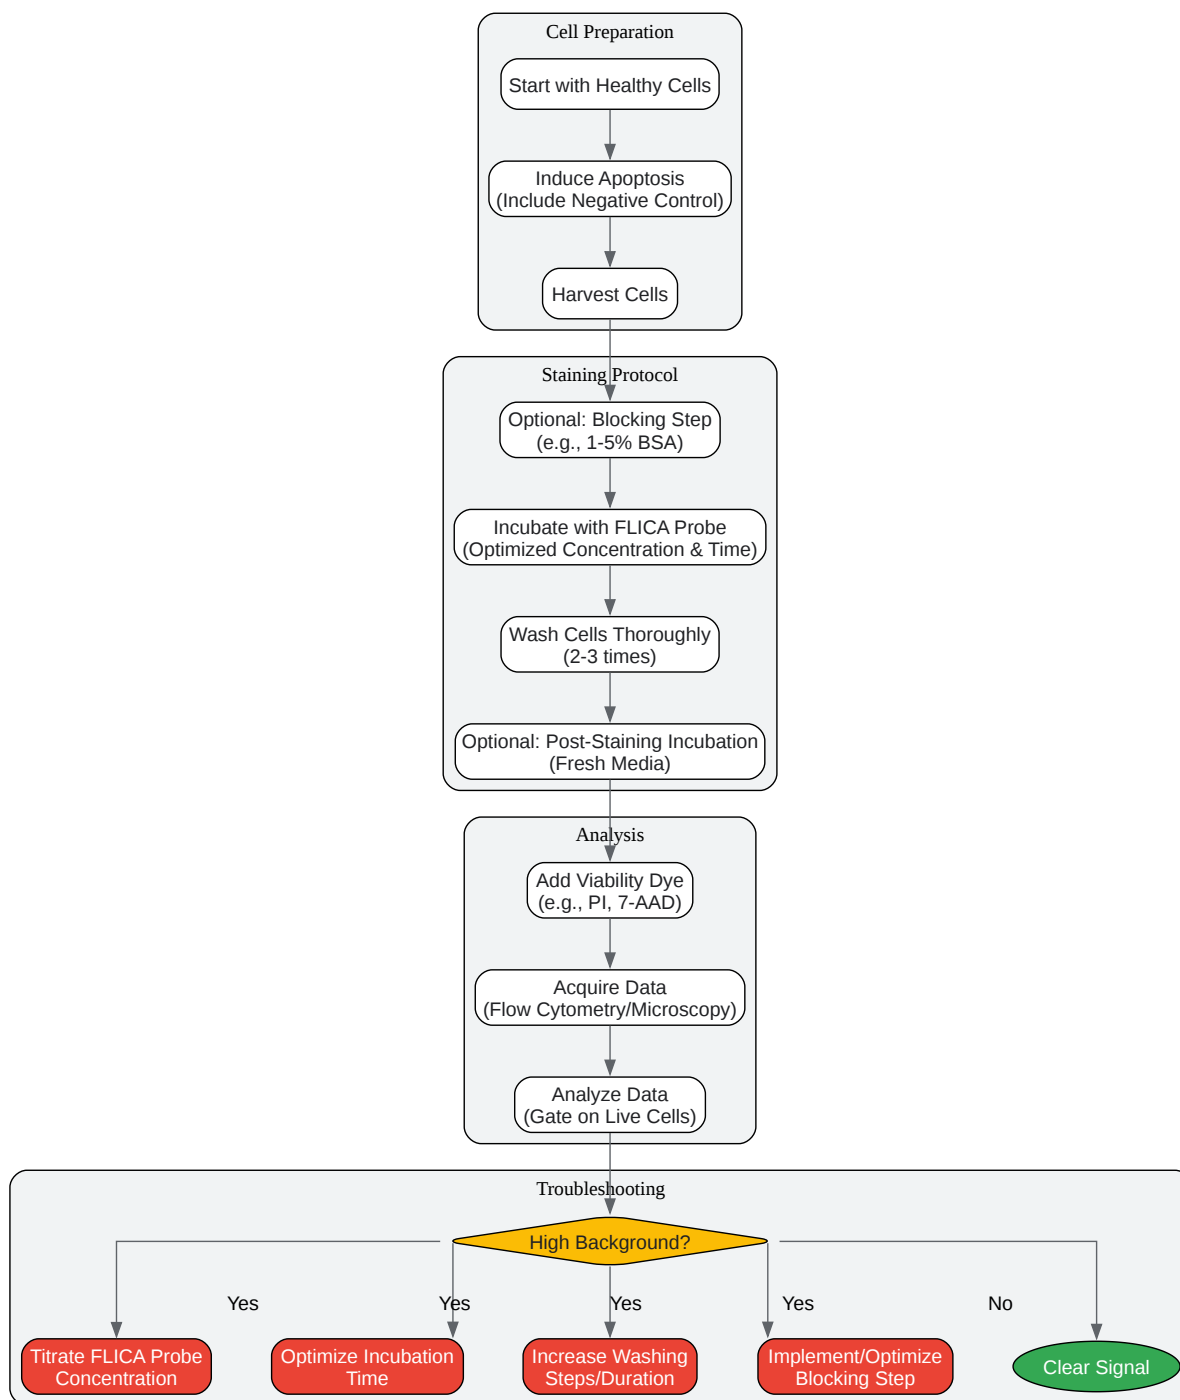 Cell Preparation
Start with Healthy Cells
Induce Apoptosis
(Include Negative Control)
Harvest Cells
Staining Protocol
Optional: Blocking Step
(e.g., 1-5% BSA)
Incubate with FLICA Probe
(Optimized Concentration & Time)
Wash Cells Thoroughly
(2-3 times)
Optional: Post-Staining Incubation
(Fresh Media)
Analysis
Add Viability Dye
(e.g., PI, 7-AAD)
Acquire Data
(Flow Cytometry/Microscopy)
Analyze Data
(Gate on Live Cells)
Troubleshooting
High Background?
Yes
Yes
Yes
Yes
No
Titrate FLICA Probe
Concentration
Optimize Incubation
Time
Increase Washing
Steps/Duration
Implement/Optimize
Blocking Step
Clear Signal